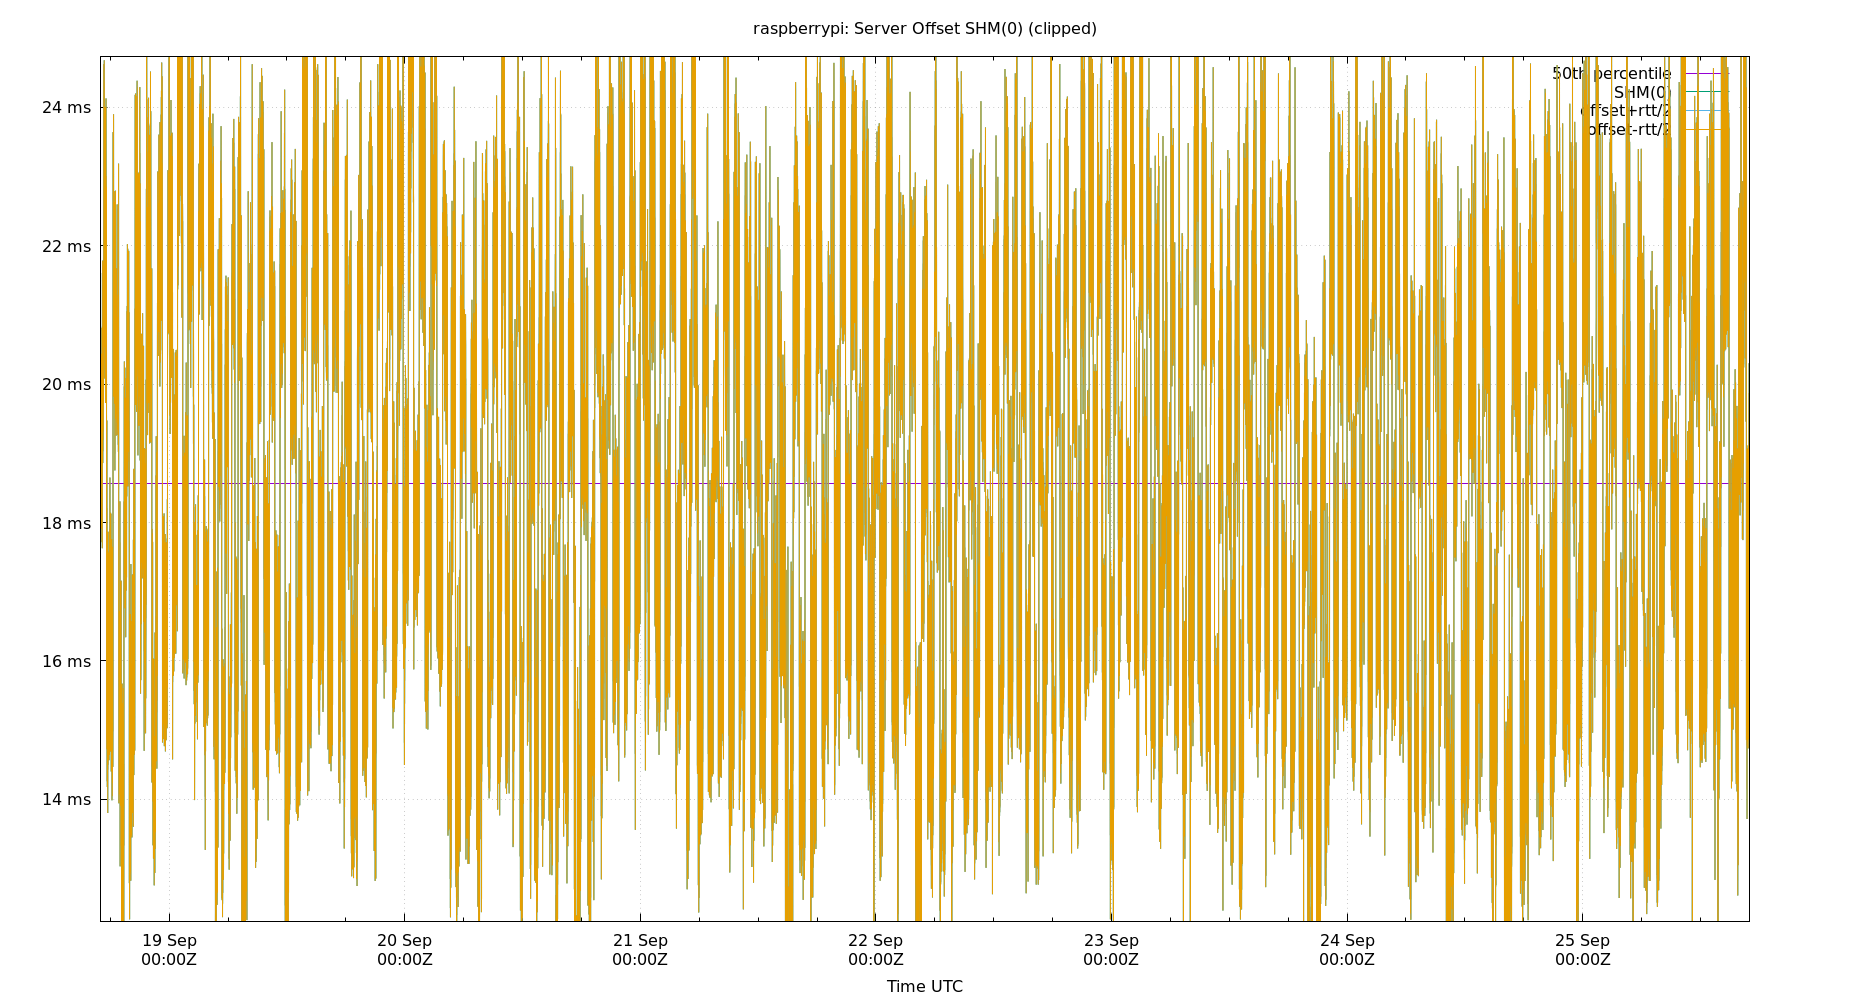 raspberrypi: Server Offset SHM(0) (clipped)
50th percentile
SHM(0)
offset+rtt/2
offset-rtt/2
24 ms
22 ms
20 ms
18 ms
16 ms
14 ms
19 Sep 20 Sep 21 Sep 22 Sep 23 Sep 24 Sep 25 Sep
00:00Z 00:00Z 00:00Z 00:00Z 00:00Z 00:00Z 00:00Z
Time UTC